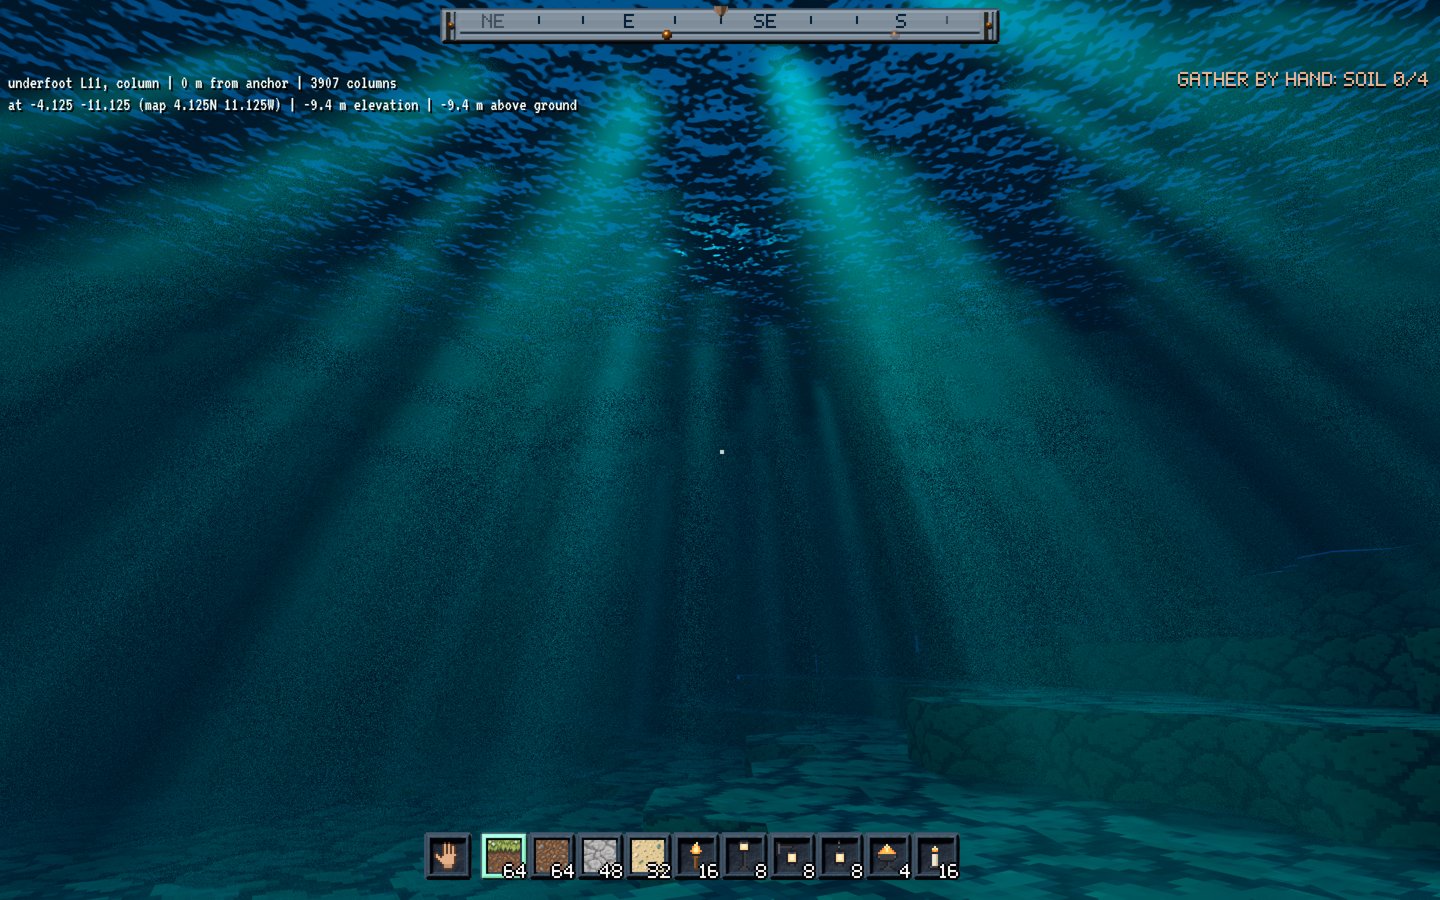 NE E SE S
underfoot L11, column | 0 m from anchor | 3907 columns
GATHER BY HAND: SOIL 0/4
at -4.125 -11.125 (map 4.125N 11.125W) | -9.4 m elevation | -9.4 m above ground
64 64 48 32 16 8 8 8 4 16